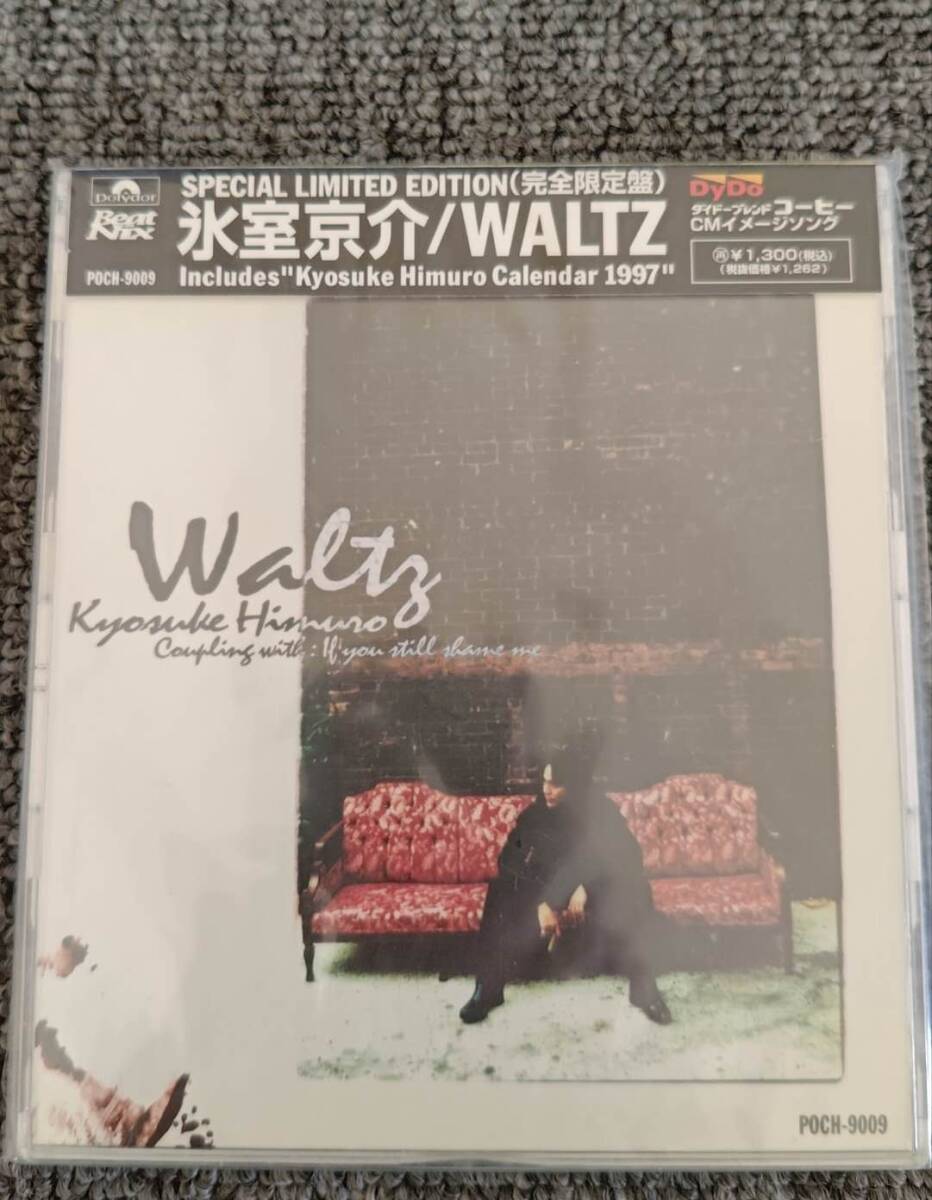 Polydor
Beat Nix
POCH-9009
SPECIAL LIMITED EDITION(完全限定盤)
氷室京介/WALTZ
Includes"Kyosuke Himuro Calendar 1997"
DyDo
ダイドーブレンドコーヒー
CMイメージソング
¥1,300(税込)
(税抜価格¥1,262)
Waltz
Kyosuke Himuro
Coupling with : If you still shame me
POCH-9009